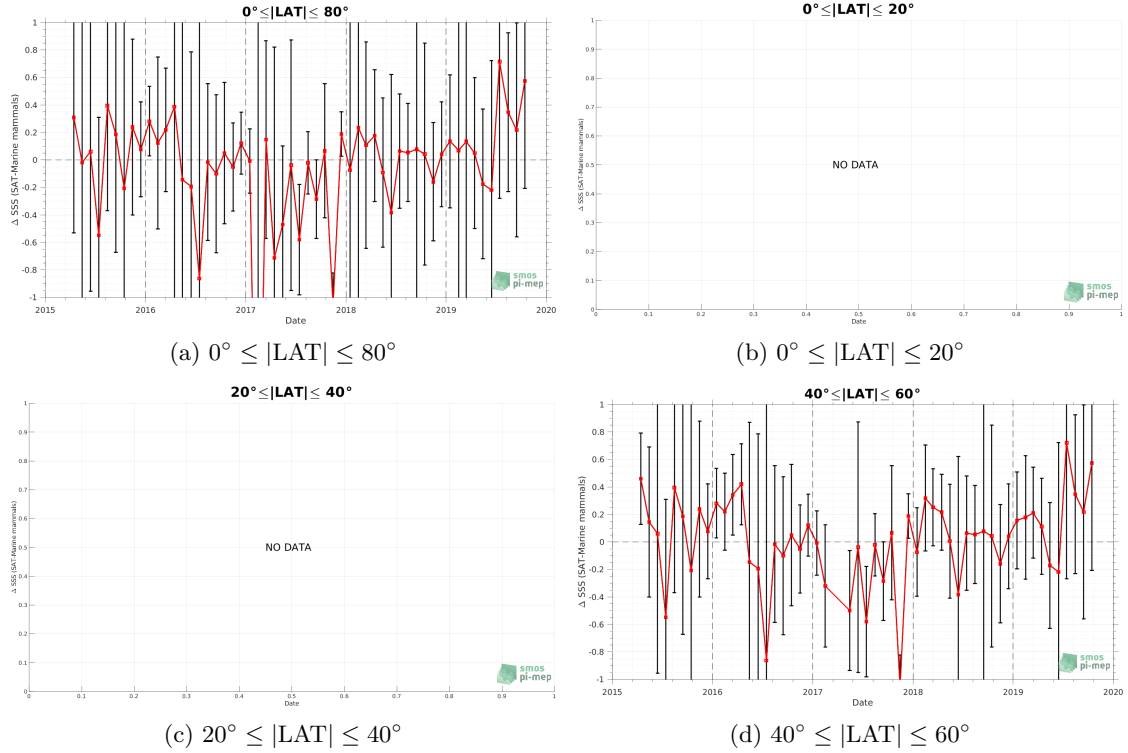 0°≤|LAT|≤ 80°
Δ SSS (SAT-Marine mammals)
1
0.8
0.6
0.4
0.2
0
-0.2
-0.4
-0.6
-0.8
-1
2015 2016 2017 2018 2019 2020
Date
smos
pi-mep
(a) 0° ≤ |LAT| ≤ 80°
0°≤|LAT|≤ 20°
Δ SSS (SAT-Marine mammals)
1
0.9
0.8
0.7
0.6
0.5
0.4
0.3
0.2
0.1
0
NO DATA
0 0.1 0.2 0.3 0.4 0.5 0.6 0.7 0.8 0.9 1
Date
smos
pi-mep
(b) 0° ≤ |LAT| ≤ 20°
20°≤|LAT|≤ 40°
Δ SSS (SAT-Marine mammals)
1
0.9
0.8
0.7
0.6
0.5
0.4
0.3
0.2
0.1
0
NO DATA
0 0.1 0.2 0.3 0.4 0.5 0.6 0.7 0.8 0.9 1
Date
smos
pi-mep
(c) 20° ≤ |LAT| ≤ 40°
40°≤|LAT|≤ 60°
Δ SSS (SAT-Marine mammals)
1
0.8
0.6
0.4
0.2
0
-0.2
-0.4
-0.6
-0.8
-1
2015 2016 2017 2018 2019 2020
Date
smos
pi-mep
(d) 40° ≤ |LAT| ≤ 60°